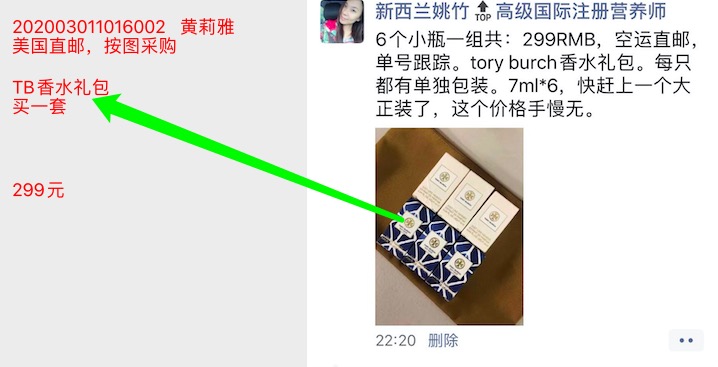 202003011016002 黄莉雅
美国直邮，按图采购
TB香水礼包
买一套
299元
新西兰姚竹 TOP 高级国际注册营养师
6个小瓶一组共：299RMB，空运直邮，
单号跟踪。tory burch香水礼包。每只
都有单独包装。7ml*6，快赶上一个大
正装了，这个价格手慢无。
22:20 删除